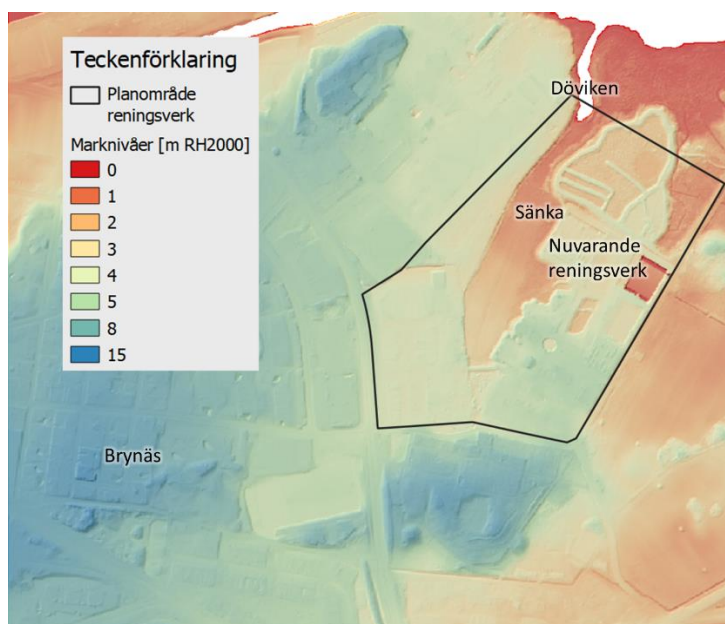 Teckenförklaring
Planområde
reningsverk
Marknivåer [m RH2000]
0
1
2
3
4
5
8
15
Döviken
Sänka
Nuvarande
reningsverk
Brynäs